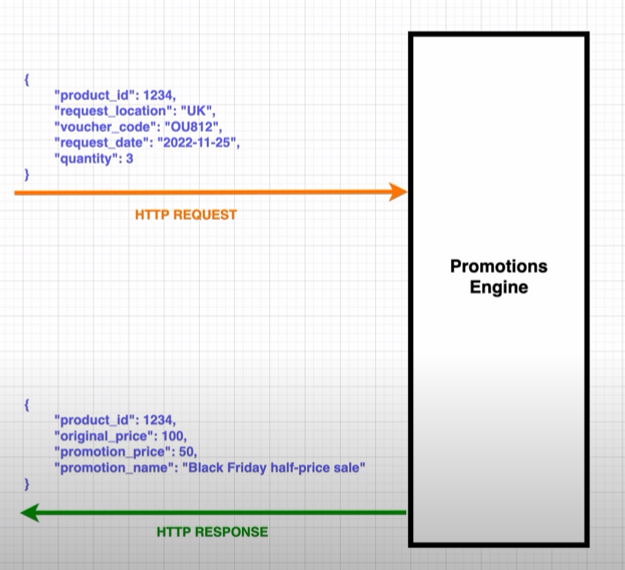 {
"product_id": 1234,
"request_location": "UK",
"voucher_code": "OU812",
"request_date": "2022-11-25",
"quantity": 3
}
HTTP REQUEST
Promotions
Engine
{
"product_id": 1234,
"original_price": 100,
"promotion_price": 50,
"promotion_name": "Black Friday half-price sale"
}
HTTP RESPONSE